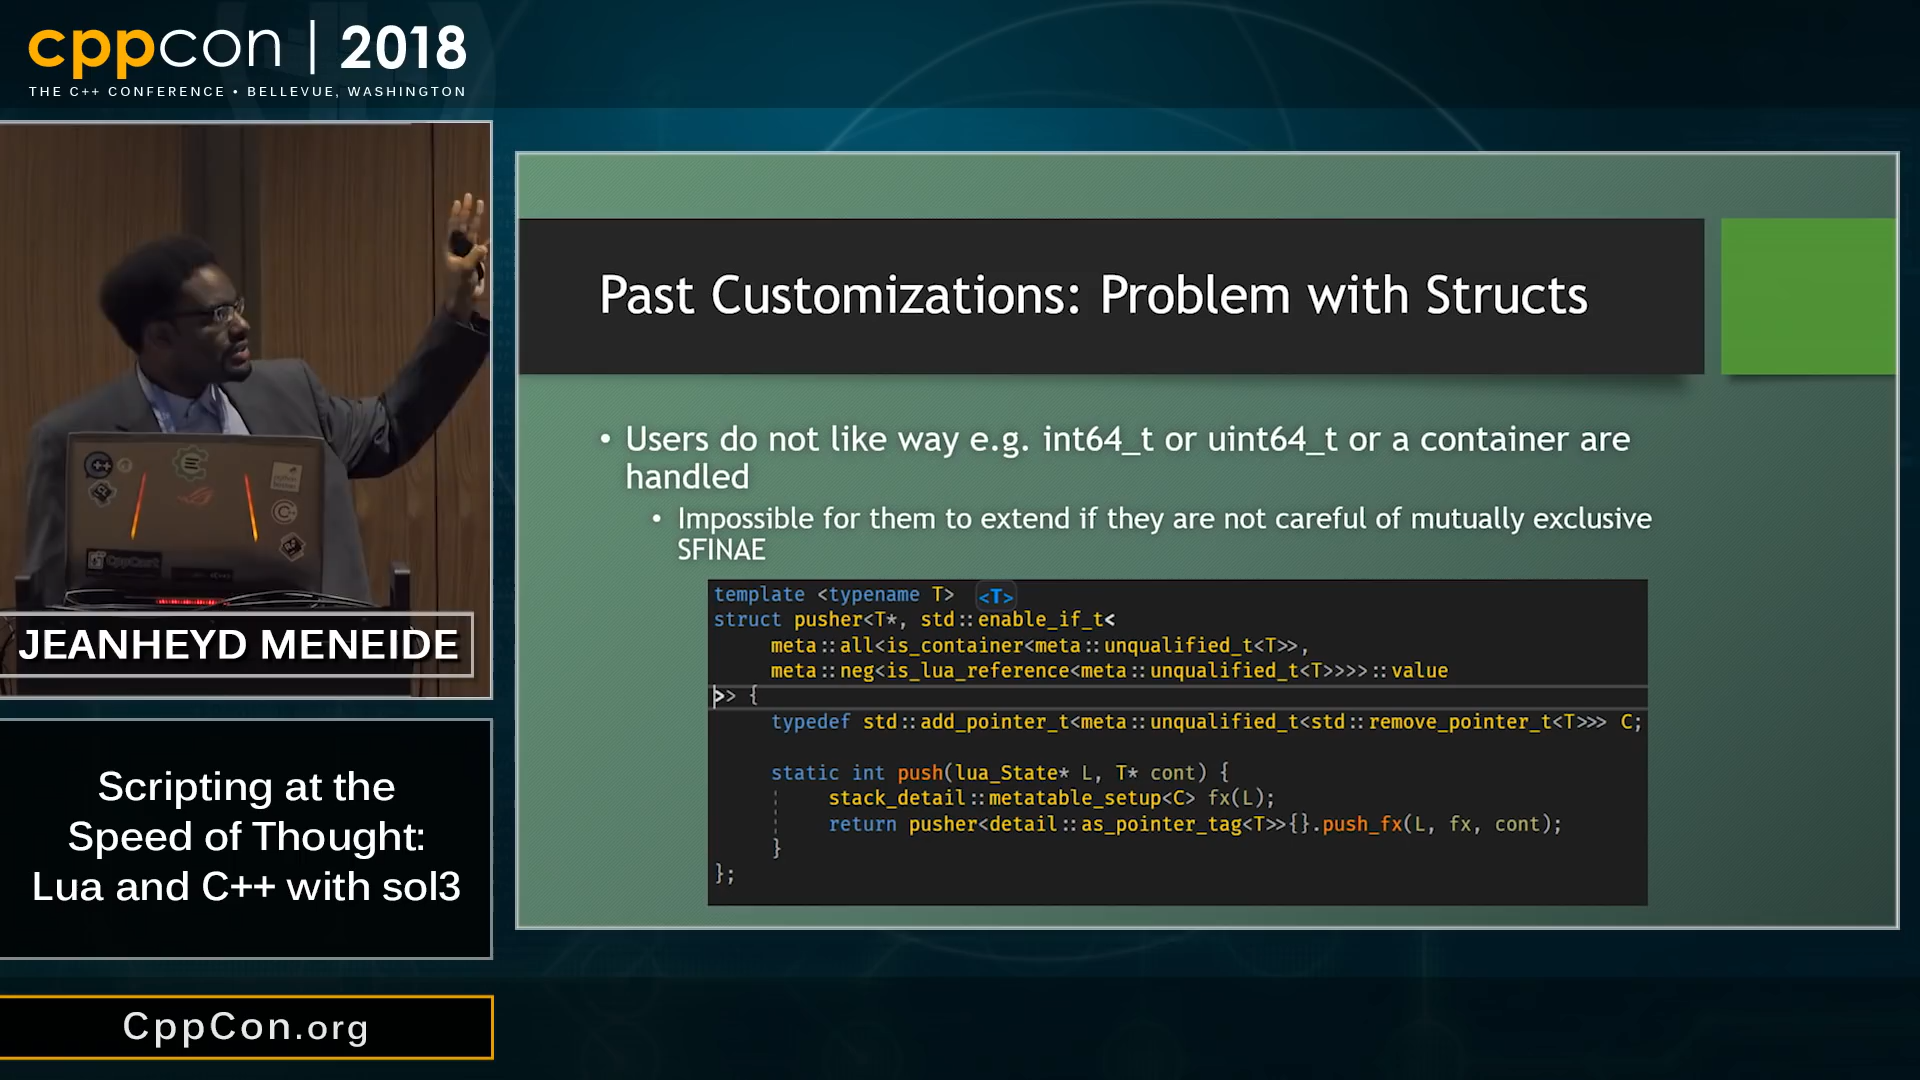 cppcon | 2018
THE C++ CONFERENCE • BELLEVUE, WASHINGTON
JEANHEYD MENEIDE
Scripting at the
Speed of Thought:
Lua and C++ with sol3
CppCon.org
Past Customizations: Problem with Structs
• Users do not like way e.g. int64_t or uint64_t or a container are
handled
• Impossible for them to extend if they are not careful of mutually exclusive
SFINAE
template <typename T> <T>
struct pusher<T*, std::enable_if_t<
meta::all<is_container<meta::unqualified_t<T>>,
meta::neg<is_lua_reference<meta::unqualified_t<T>>>>::value
>> {
typedef std::add_pointer_t<meta::unqualified_t<std::remove_pointer_t<T>>> C;
static int push(lua_State* L, T* cont) {
stack_detail::metatable_setup<C> fx(L);
return pusher<detail::as_pointer_tag<T>>{}.push_fx(L, fx, cont);
}
};